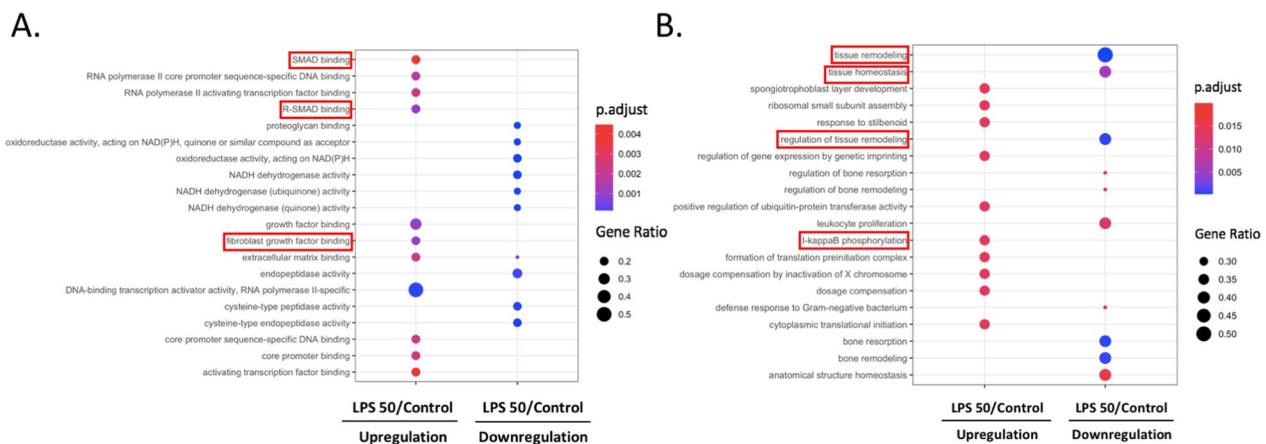 A.
SMAD binding
RNA polymerase II core promoter sequence-specific DNA binding
RNA polymerase II activating transcription factor binding
R-SMAD binding
proteoglycan binding
oxidoreductase activity, acting on NAD(P)H, quinone or similar compound as acceptor
oxidoreductase activity, acting on NAD(P)H
NADH dehydrogenase activity
NADH dehydrogenase (ubiquinone) activity
NADH dehydrogenase (quinone) activity
growth factor binding
fibroblast growth factor binding
extracellular matrix binding
endopeptidase activity
DNA-binding transcription activator activity, RNA polymerase II-specific
cysteine-type peptidase activity
cysteine-type endopeptidase activity
core promoter sequence-specific DNA binding
core promoter binding
activating transcription factor binding
LPS 50/Control
Upregulation
LPS 50/Control
Downregulation
p.adjust
0.004
0.003
0.002
0.001
Gene Ratio
0.2
0.3
0.4
0.5
B.
tissue remodeling
tissue homeostasis
spongiotrophoblast layer development
ribosomal small subunit assembly
response to stilbenoid
regulation of tissue remodeling
regulation of gene expression by genetic imprinting
regulation of bone resorption
regulation of bone remodeling
positive regulation of ubiquitin-protein transferase activity
leukocyte proliferation
I-kappaB phosphorylation
formation of translation preinitiation complex
dosage compensation by inactivation of X chromosome
dosage compensation
defense response to Gram-negative bacterium
cytoplasmic translational initiation
bone resorption
bone remodeling
anatomical structure homeostasis
LPS 50/Control
Upregulation
LPS 50/Control
Downregulation
p.adjust
0.015
0.010
0.005
Gene Ratio
0.30
0.35
0.40
0.45
0.50